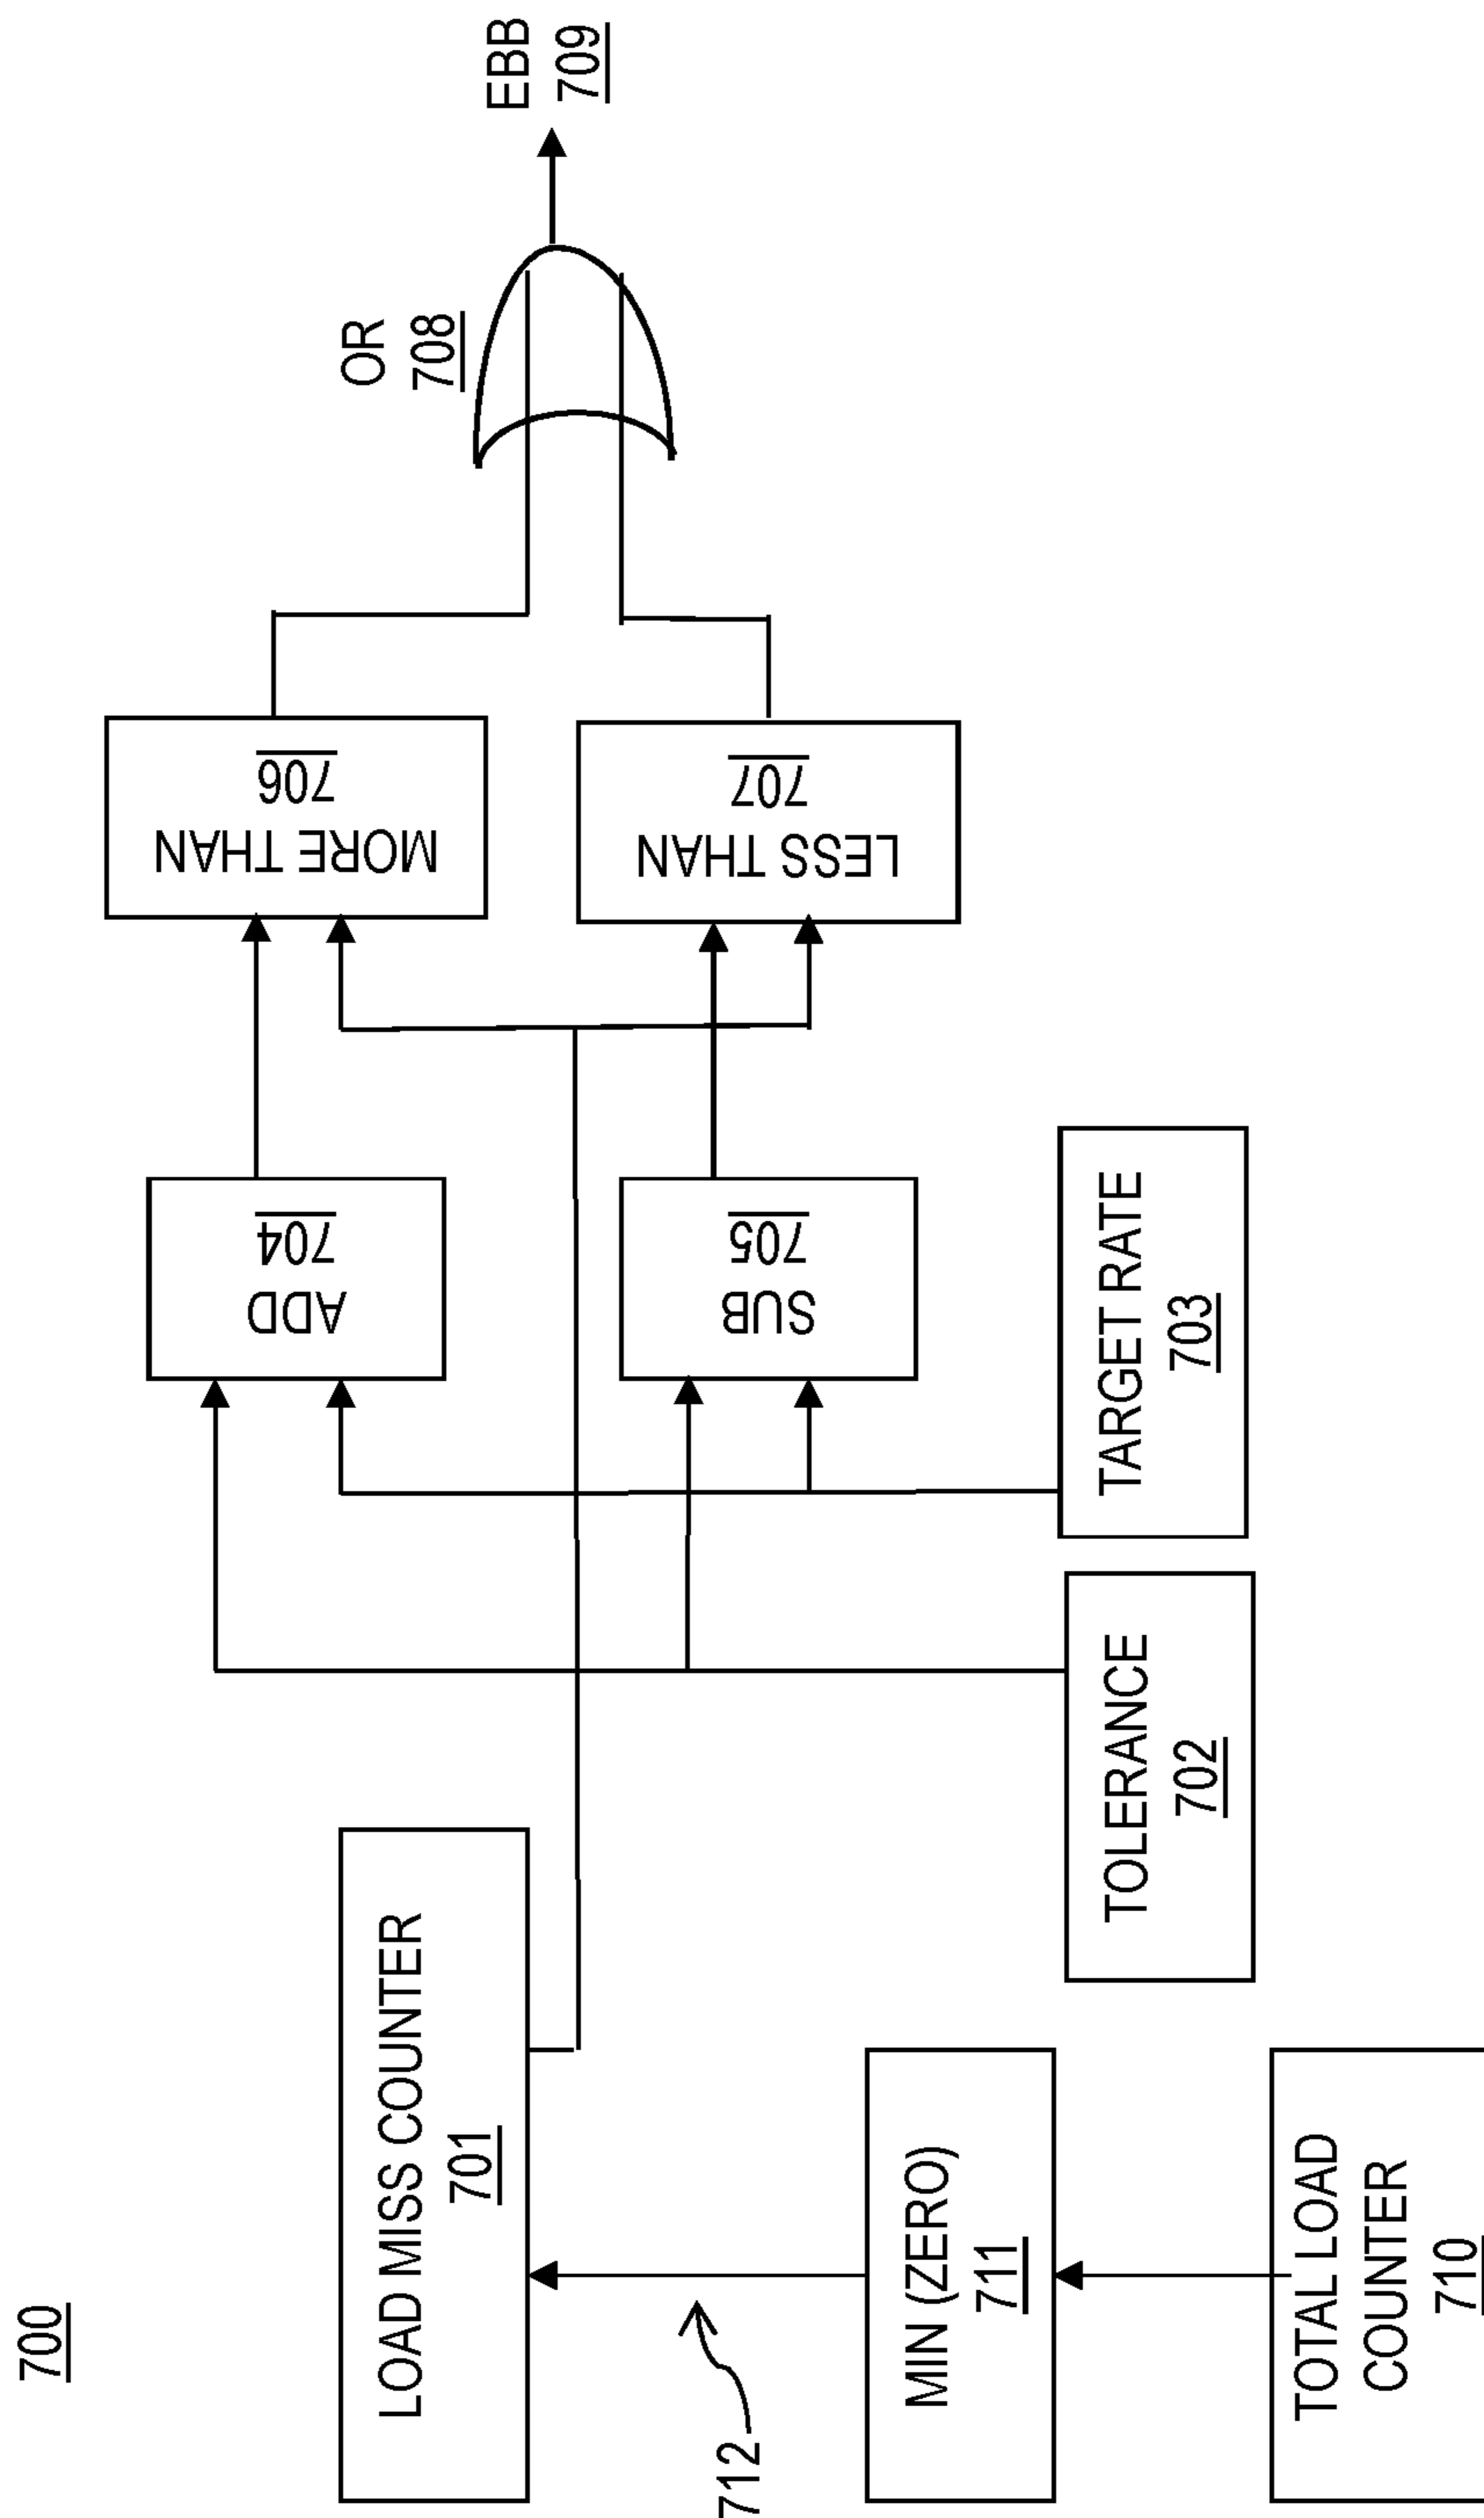 700
LOAD MISS COUNTER
701
712
MIN (ZERO)
711
TOTAL LOAD
COUNTER
710
TOLERANCE
702
TARGET RATE
703
ADD
704
SUB
705
MORE THAN
706
LESS THAN
707
OR
708
EBB
709